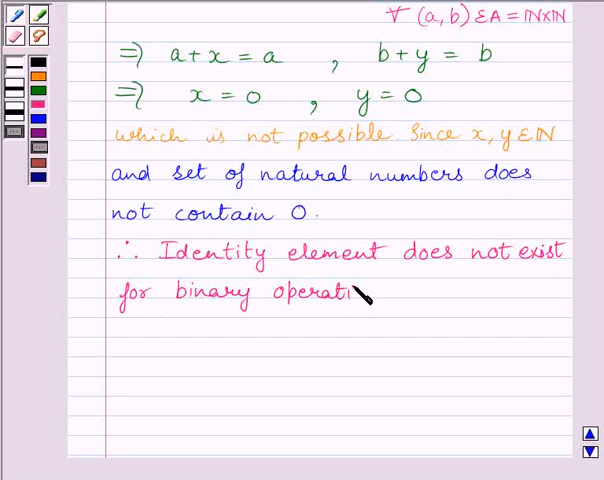 ∀ (a, b) ε A = ℕ×ℕ
⇒ a + x = a , b + y = b
⇒ x = 0 , y = 0
which is not possible. Since x, y ε ℕ
and set of natural numbers does
not contain 0.
∴ Identity element does not exist
for binary operati